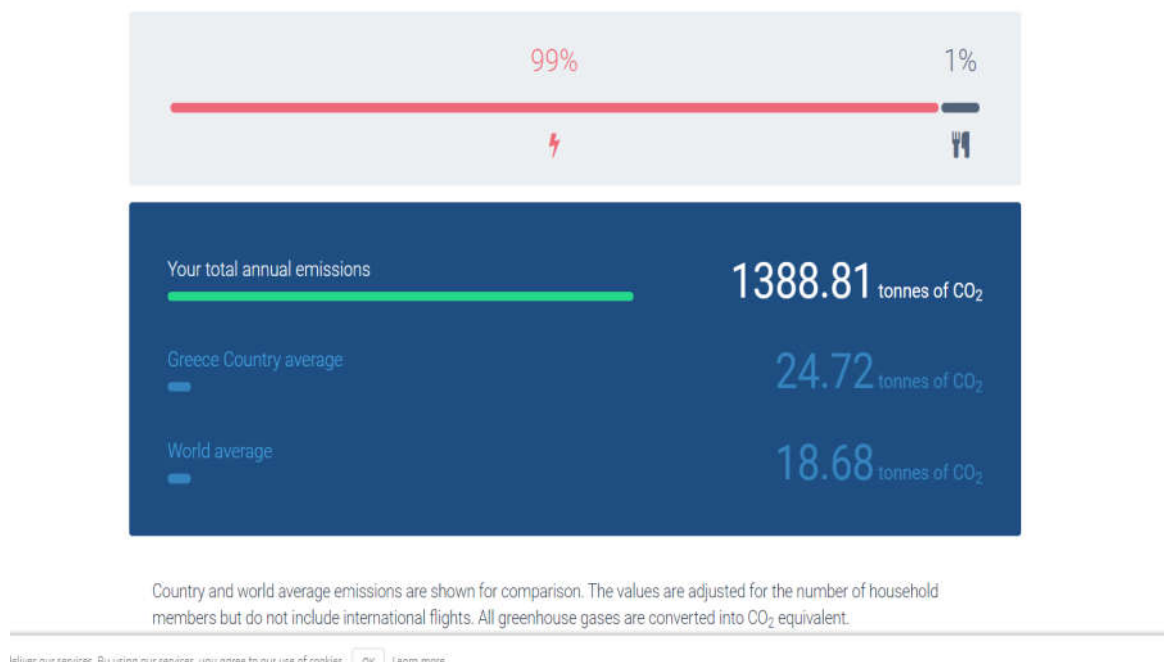 99% 1%
Your total annual emissions 1388.81 tonnes of CO₂
Greece Country average 24.72 tonnes of CO₂
World average 18.68 tonnes of CO₂
Country and world average emissions are shown for comparison. The values are adjusted for the number of household
members but do not include international flights. All greenhouse gases are converted into CO₂ equivalent.
deliver our services. By using our services, you agree to our use of cookies. OK Learn more